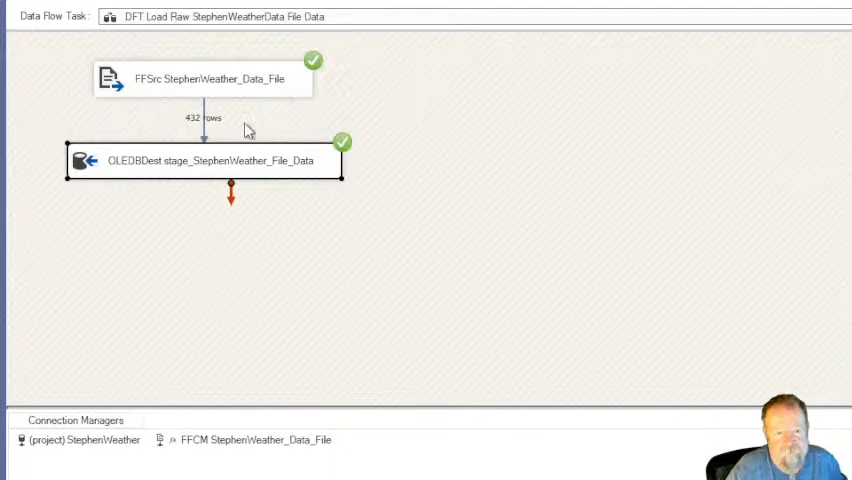 Data Flow Task: DFT Load Raw StephenWeatherData File Data
FFSrc StephenWeather_Data_File
432 rows
OLEDBDest stage_StephenWeather_File_Data
Connection Managers
(project) StephenWeather fx FFCM StephenWeather_Data_File